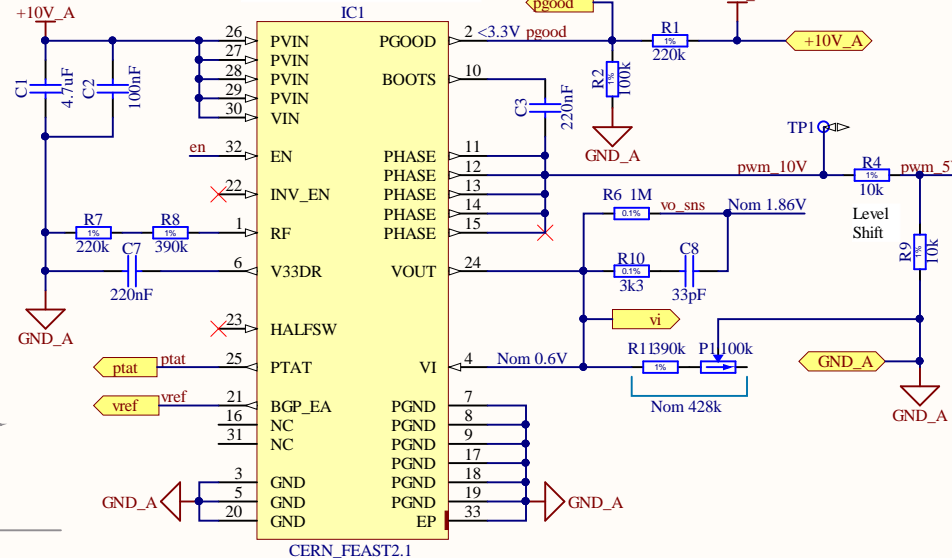 IC1
+10V_A
C1
4.7uF
C2
100nF
26
27
28
29
30
PVIN
PVIN
PVIN
PVIN
VIN
en
32
EN
22
INV_EN
R7
1%
220k
R8
1%
390k
1
RF
C7
220nF
6
V33DR
GND_A
23
HALFSW
ptat
ptat
25
PTAT
vref
vref
21
BGP_EA
16
NC
31
NC
GND_A
3
5
20
GND
GND
GND
PGOOD
2
<3.3V pgood
pgood
R1
1%
220k
+10V_A
R2
1%
100k
GND_A
BOOTS
10
C3
220nF
PHASE
PHASE
PHASE
PHASE
PHASE
11
12
13
14
15
pwm_10V
TP1
R4
1%
10k
pwm_5
Level
Shift
R9
1%
10k
R6 1M
0.1%
vo_sns
Nom 1.86V
VOUT
24
R10
0.1%
3k3
C8
33pF
vi
VI
4
Nom 0.6V
R11 390k
1%
P1 100k
Nom 428k
GND_A
GND_A
PGND
PGND
PGND
PGND
PGND
PGND
EP
7
8
9
17
18
19
33
GND_A
CERN_FEAST2.1